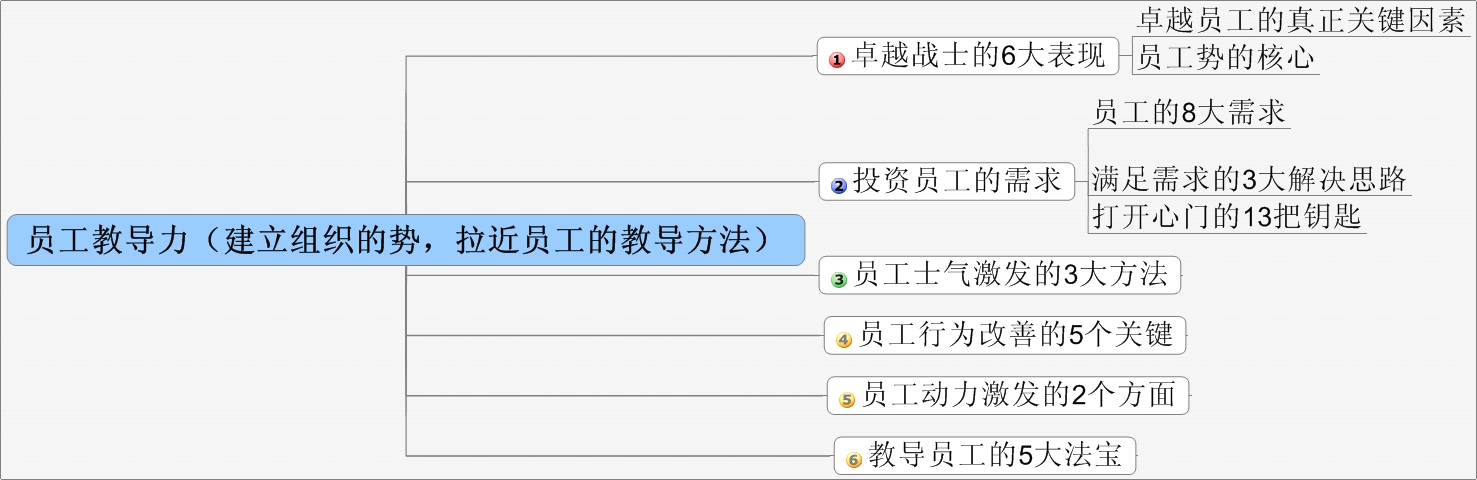 员工教导力（建立组织的势，拉近员工的教导方法）
1 卓越战士的6大表现
卓越员工的真正关键因素
员工势的核心
2 投资员工的需求
员工的8大需求
满足需求的3大解决思路
打开心门的13把钥匙
3 员工士气激发的3大方法
4 员工行为改善的5个关键
5 员工动力激发的2个方面
6 教导员工的5大法宝